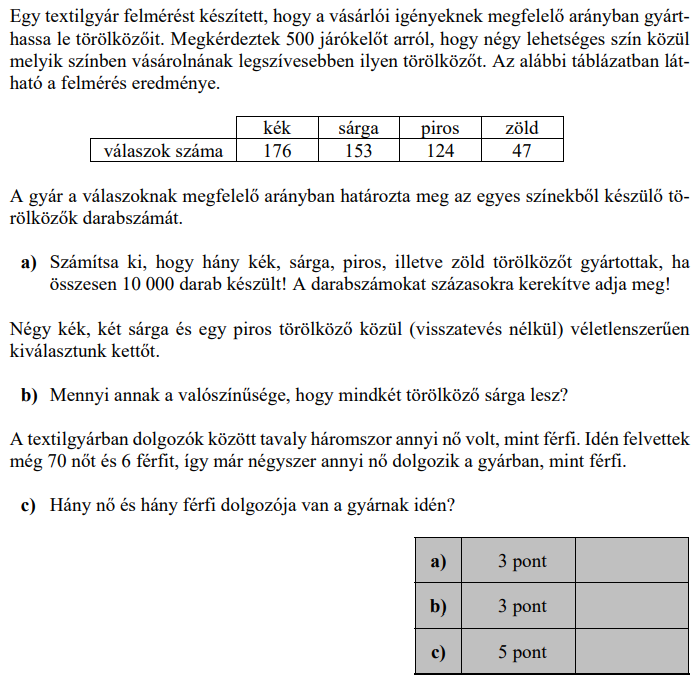 Egy textilgyár felmérést készített, hogy a vásárlói igényeknek megfelelő arányban gyárt-
hassa le törölközőit. Megkérdeztek 500 járókelőt arról, hogy négy lehetséges szín közül
melyik színben vásárolnának legszívesebben ilyen törölközőt. Az alábbi táblázatban lát-
ható a felmérés eredménye.
kék sárga piros zöld
válaszok száma 176 153 124 47
A gyár a válaszoknak megfelelő arányban határozta meg az egyes színekből készülő tö-
rölközők darabszámát.
a) Számítsa ki, hogy hány kék, sárga, piros, illetve zöld törölközőt gyártottak, ha
összesen 10 000 darab készült! A darabszámokat százasokra kerekítve adja meg!
Négy kék, két sárga és egy piros törölköző közül (visszatevés nélkül) véletlenszerűen
kiválasztunk kettőt.
b) Mennyi annak a valószínűsége, hogy mindkét törölköző sárga lesz?
A textilgyárban dolgozók között tavaly háromszor annyi nő volt, mint férfi. Idén felvettek
még 70 nőt és 6 férfit, így már négyszer annyi nő dolgozik a gyárban, mint férfi.
c) Hány nő és hány férfi dolgozója van a gyárnak idén?
a) 3 pont
b) 3 pont
c) 5 pont